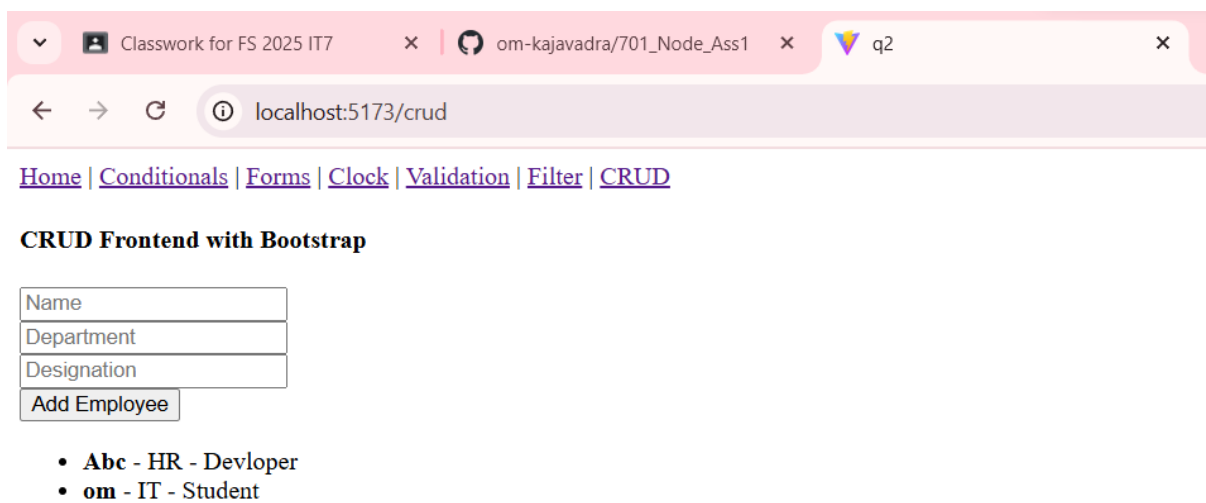 Classwork for FS 2025 IT7 om-kajavadra/701_Node_Ass1 q2
localhost:5173/crud
Home | Conditionals | Forms | Clock | Validation | Filter | CRUD
CRUD Frontend with Bootstrap
Name
Department
Designation
Add Employee
• Abc - HR - Devloper
• om - IT - Student